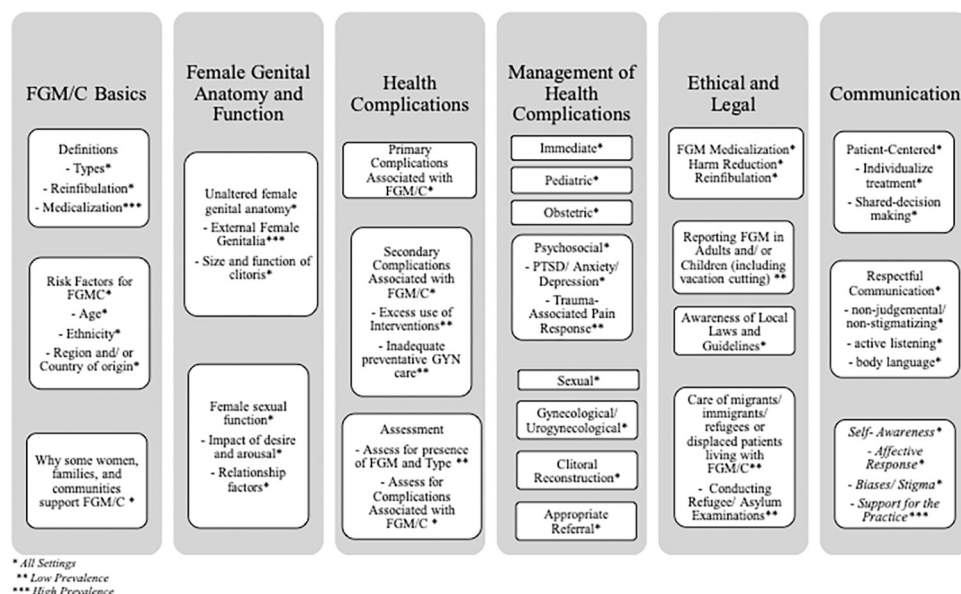 FGM/C Basics
Definitions
- Types*
- Reinfibulation*
- Medicalization***
Risk Factors for
FGMC*
- Age*
- Ethnicity*
- Region and/ or
Country of origin*
Why some women,
families, and
communities
support FGM/C *
Female Genital
Anatomy and
Function
Unaltered female
genital anatomy*
- External Female
Genitalia***
- Size and function of
clitoris*
Female sexual
function*
- Impact of desire
and arousal*
- Relationship
factors*
Health
Complications
Primary
Complications
Associated with
FGM/C*
Secondary
Complications
Associated with
FGM/C*
- Excess use of
Interventions**
- Inadequate
preventative GYN
care**
Assessment
- Assess for presence
of FGM and Type **
- Assess for
Complications
Associated with
FGM/C *
Management of
Health
Complications
Immediate*
Pediatric*
Obstetric*
Psychosocial*
- PTSD/ Anxiety/
Depression*
- Trauma-
Associated Pain
Response**
Sexual*
Gynecological/
Urogynecological*
Clitoral
Reconstruction*
Appropriate
Referral*
Ethical and
Legal
FGM Medicalization*
Harm Reduction*
Reinfibulation*
Reporting FGM in
Adults and/ or
Children (including
vacation cutting) **
Awareness of Local
Laws and
Guidelines*
Care of migrants/
immigrants/
refugees or
displaced patients
living with
FGM/C**
- Conducting
Refugee/ Asylum
Examinations**
Communication
Patient-Centered*
- Individualize
treatment*
- Shared-decision
making*
Respectful
Communication*
- non-judgemental/
non-stigmatizing*
- active listening*
- body language*
Self- Awareness*
- Affective
Response*
- Biases/ Stigma*
- Support for the
Practice***
* All Settings
** Low Prevalence
*** High Prevalence